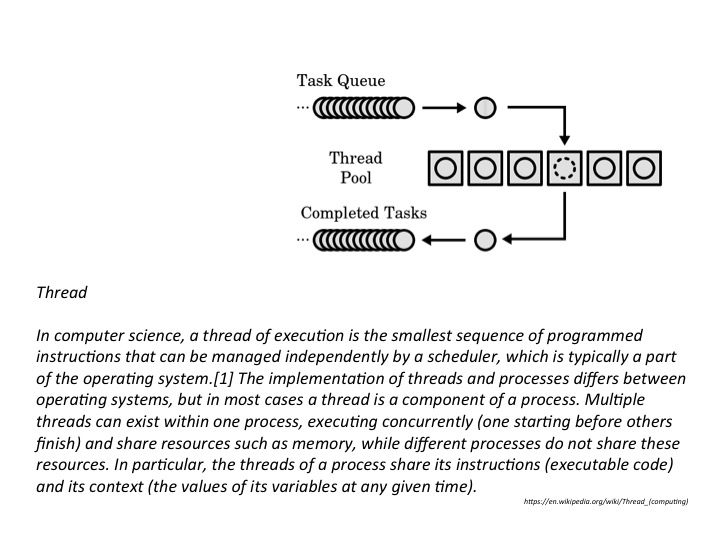 Task Queue
...
Thread
Pool
Completed Tasks
...
Thread
In computer science, a thread of execution is the smallest sequence of programmed
instructions that can be managed independently by a scheduler, which is typically a part
of the operating system.[1] The implementation of threads and processes differs between
operating systems, but in most cases a thread is a component of a process. Multiple
threads can exist within one process, executing concurrently (one starting before others
finish) and share resources such as memory, while different processes do not share these
resources. In particular, the threads of a process share its instructions (executable code)
and its context (the values of its variables at any given time).
https://en.wikipedia.org/wiki/Thread_(computing)